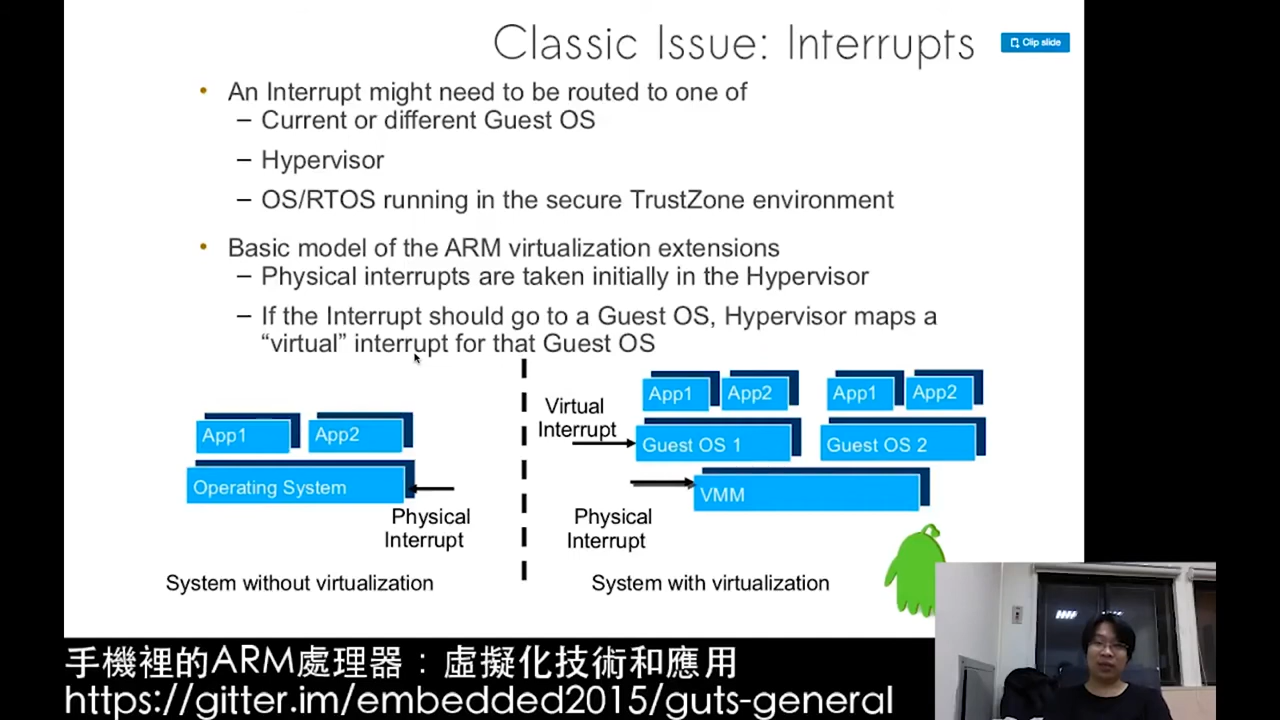 Classic Issue: Interrupts
Clip slide
• An Interrupt might need to be routed to one of
– Current or different Guest OS
– Hypervisor
– OS/RTOS running in the secure TrustZone environment
• Basic model of the ARM virtualization extensions
– Physical interrupts are taken initially in the Hypervisor
– If the Interrupt should go to a Guest OS, Hypervisor maps a
“virtual” interrupt for that Guest OS
App1
App2
Operating System
Physical
Interrupt
System without virtualization
Virtual
Interrupt
App1
App2
App1
App2
Guest OS 1
Guest OS 2
VMM
Physical
Interrupt
System with virtualization
手機裡的ARM處理器：虛擬化技術和應用
https://gitter.im/embedded2015/guts-general